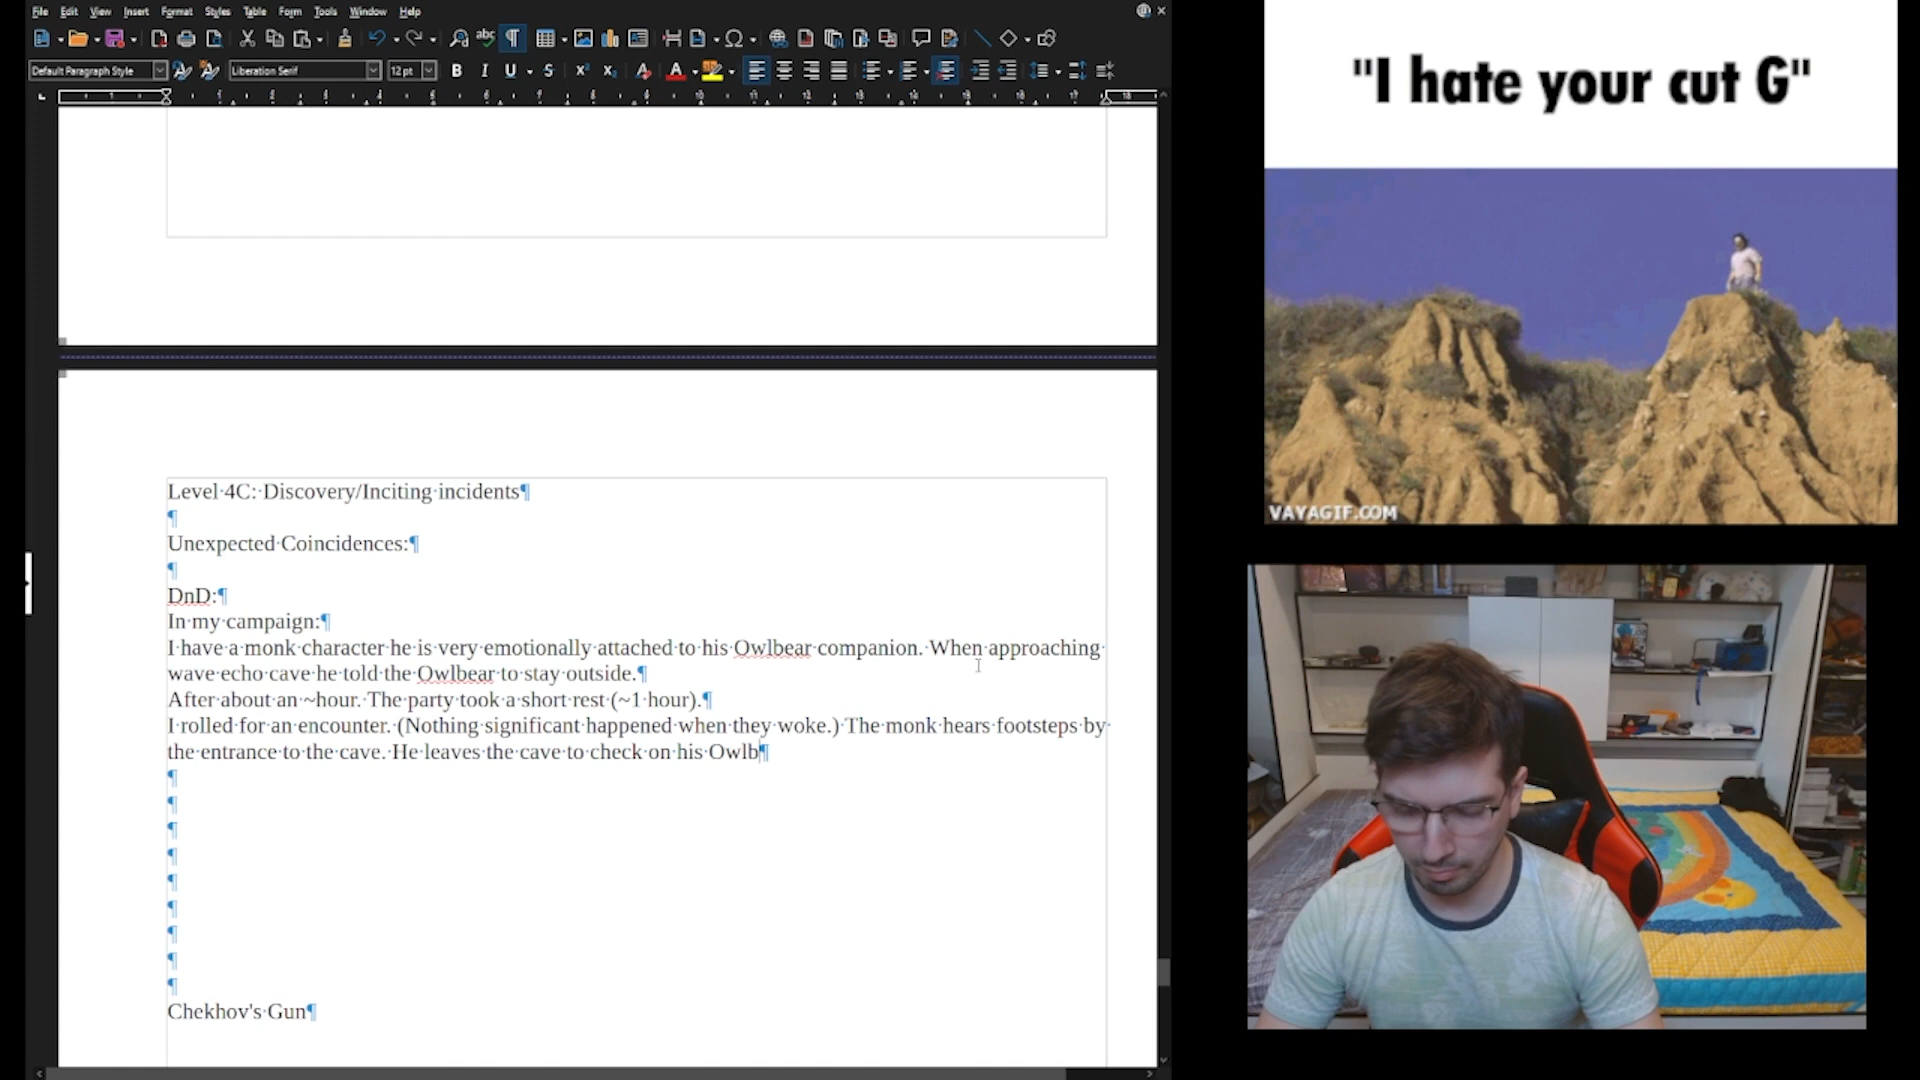 File Edit View Insert Format Styles Table Form Tools Window Help
Default Paragraph Style
Liberation Serif
12 pt
"I hate your cut G"
VAYAGIF.COM
Level 4C: Discovery/Inciting incidents
Unexpected Coincidences:
DnD:
In my campaign:
I have a monk character he is very emotionally attached to his Owlbear companion. When approaching
wave echo cave he told the Owlbear to stay outside.
After about an ~hour. The party took a short rest (~1 hour).
I rolled for an encounter. (Nothing significant happened when they woke.) The monk hears footsteps by
the entrance to the cave. He leaves the cave to check on his Owlb
Chekhov's Gun